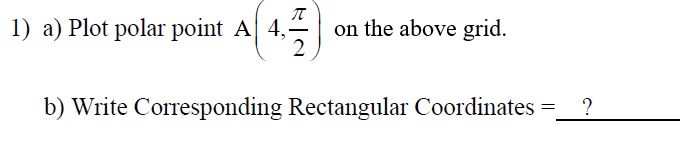 1) a) Plot polar point A(4, π/2) on the above grid.
b) Write Corresponding Rectangular Coordinates = ?